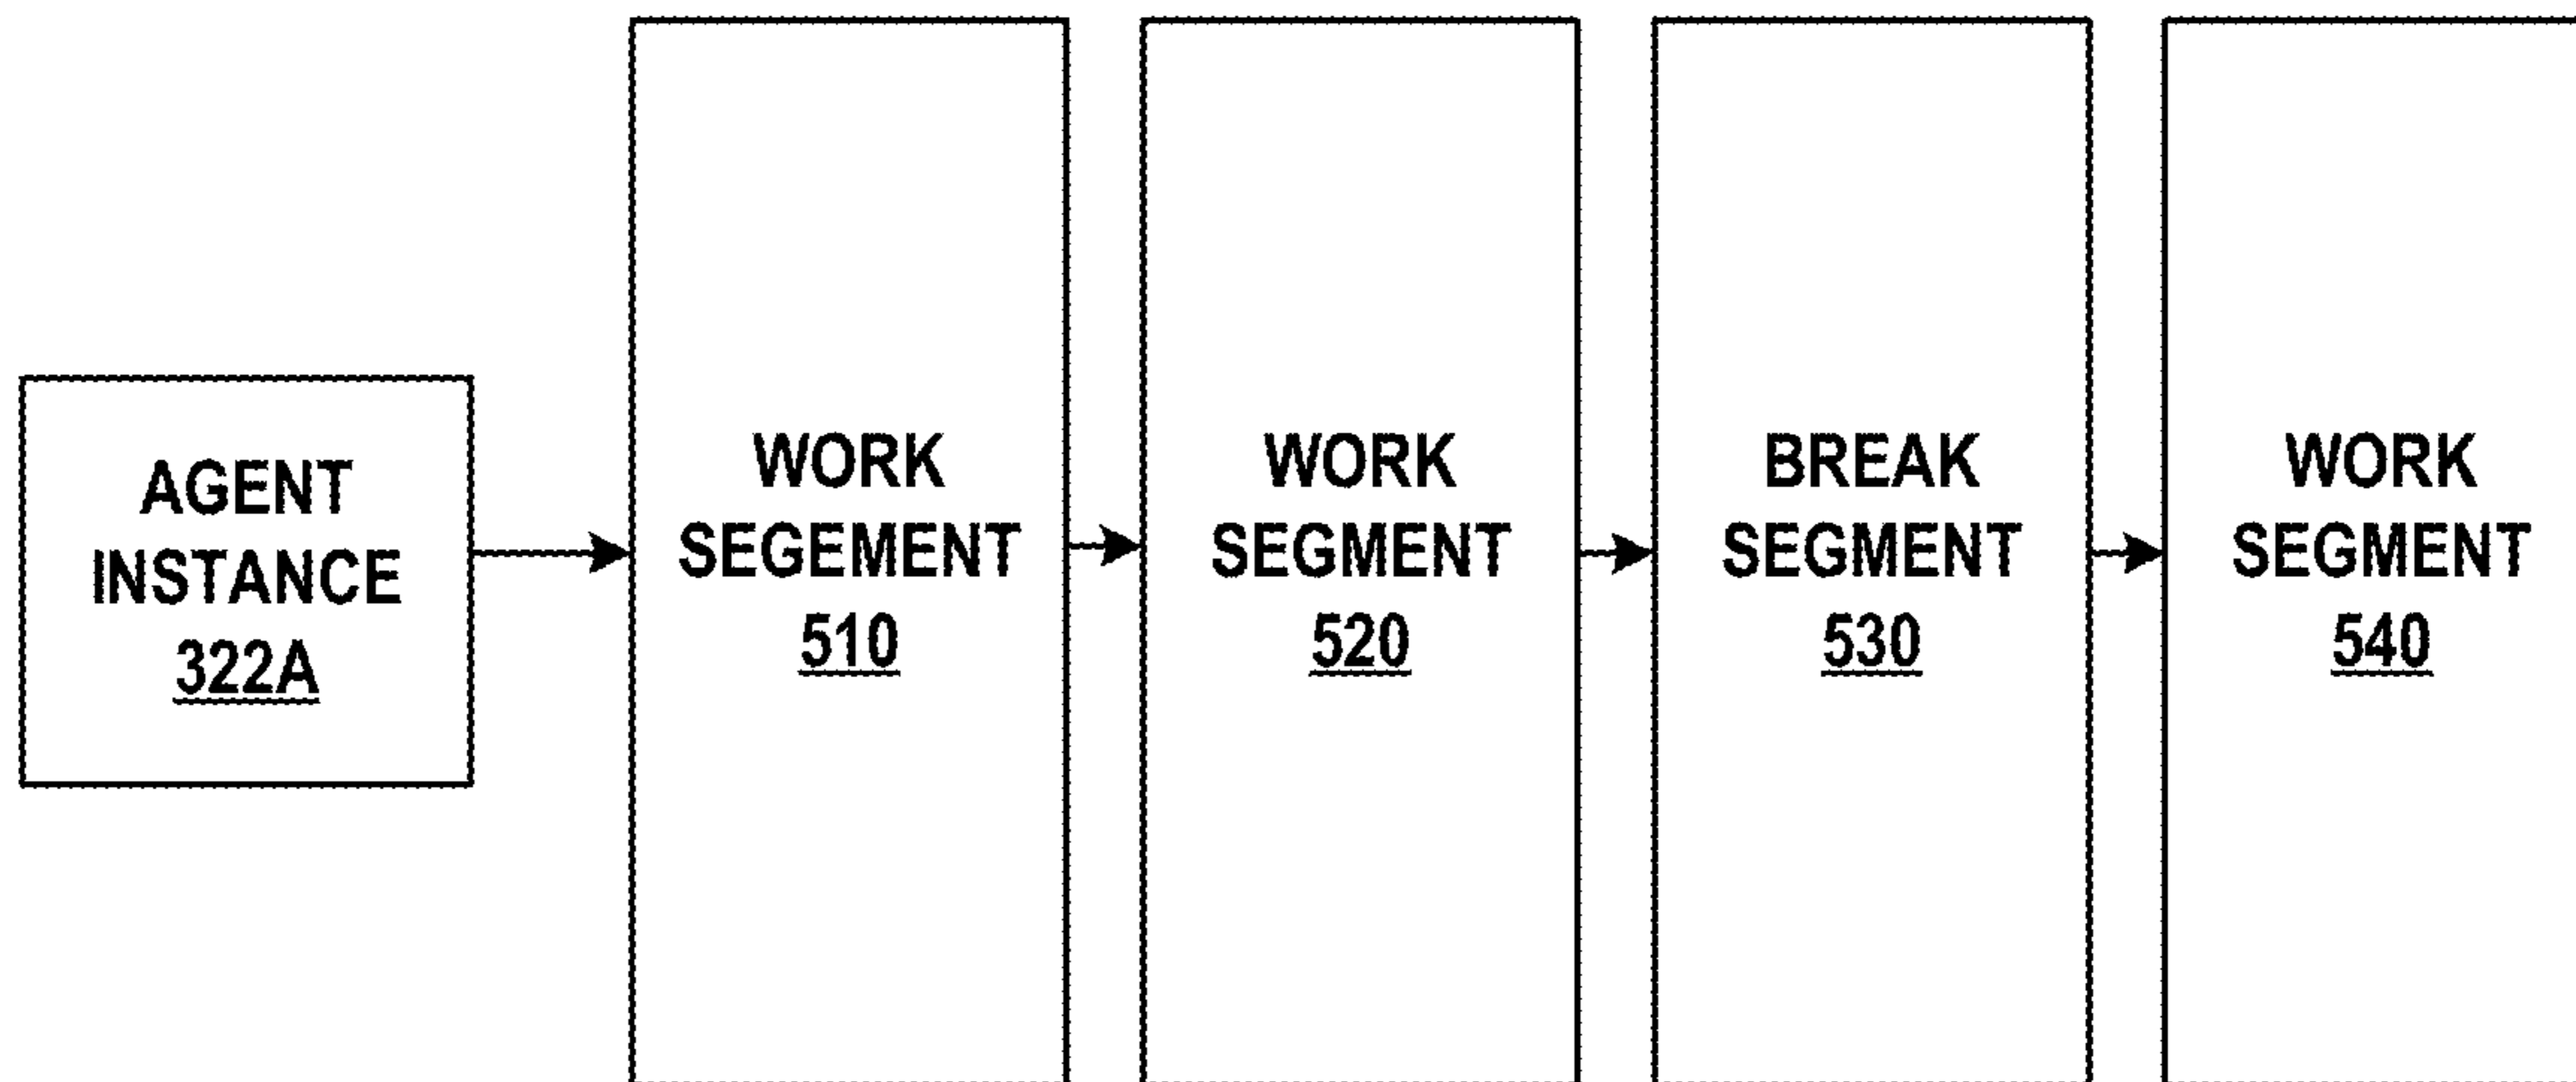 AGENT
INSTANCE
322A
WORK
SEGEMENT
510
WORK
SEGMENT
520
BREAK
SEGMENT
530
WORK
SEGMENT
540